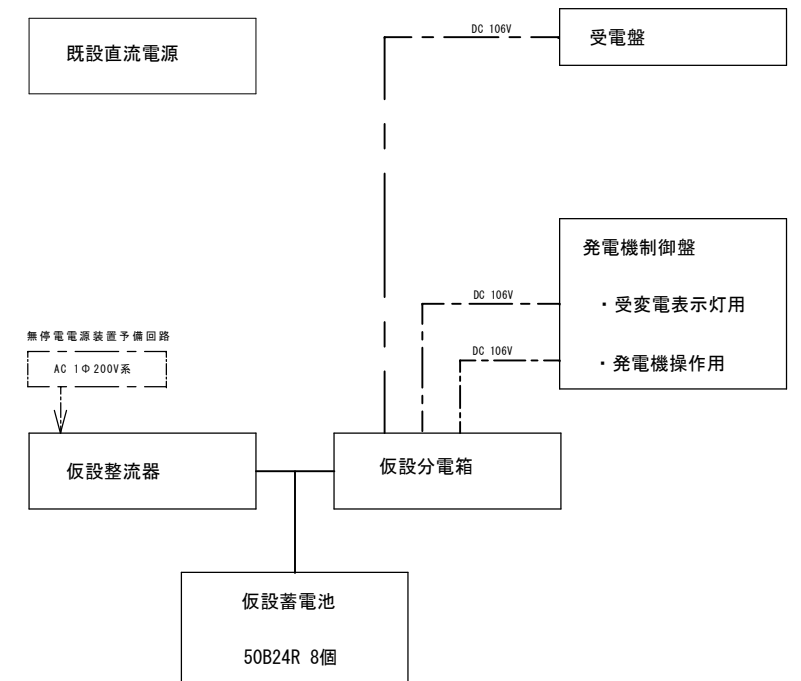 既設直流電源
DC 106V
受電盤
発電機制御盤
DC 106V
・受変電表示灯用
無停電電源装置予備回路
DC 106V
・発電機操作用
AC 1Φ200V系
仮設整流器
仮設分電箱
仮設蓄電池
50B24R 8個